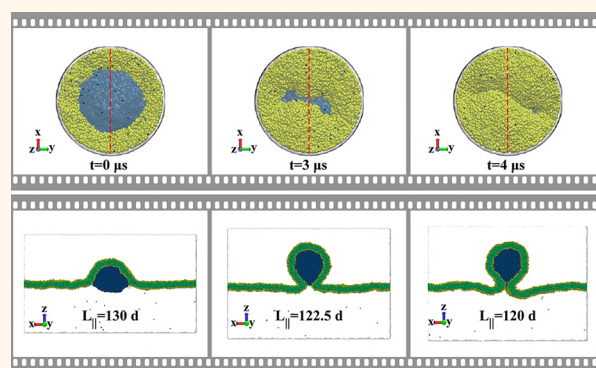 x
z y
t=0 μs
x
z y
t=3 μs
x
z y
t=4 μs
z
x y
L||=130 d
z
x y
L||=122.5 d
z
x y
L||=120 d